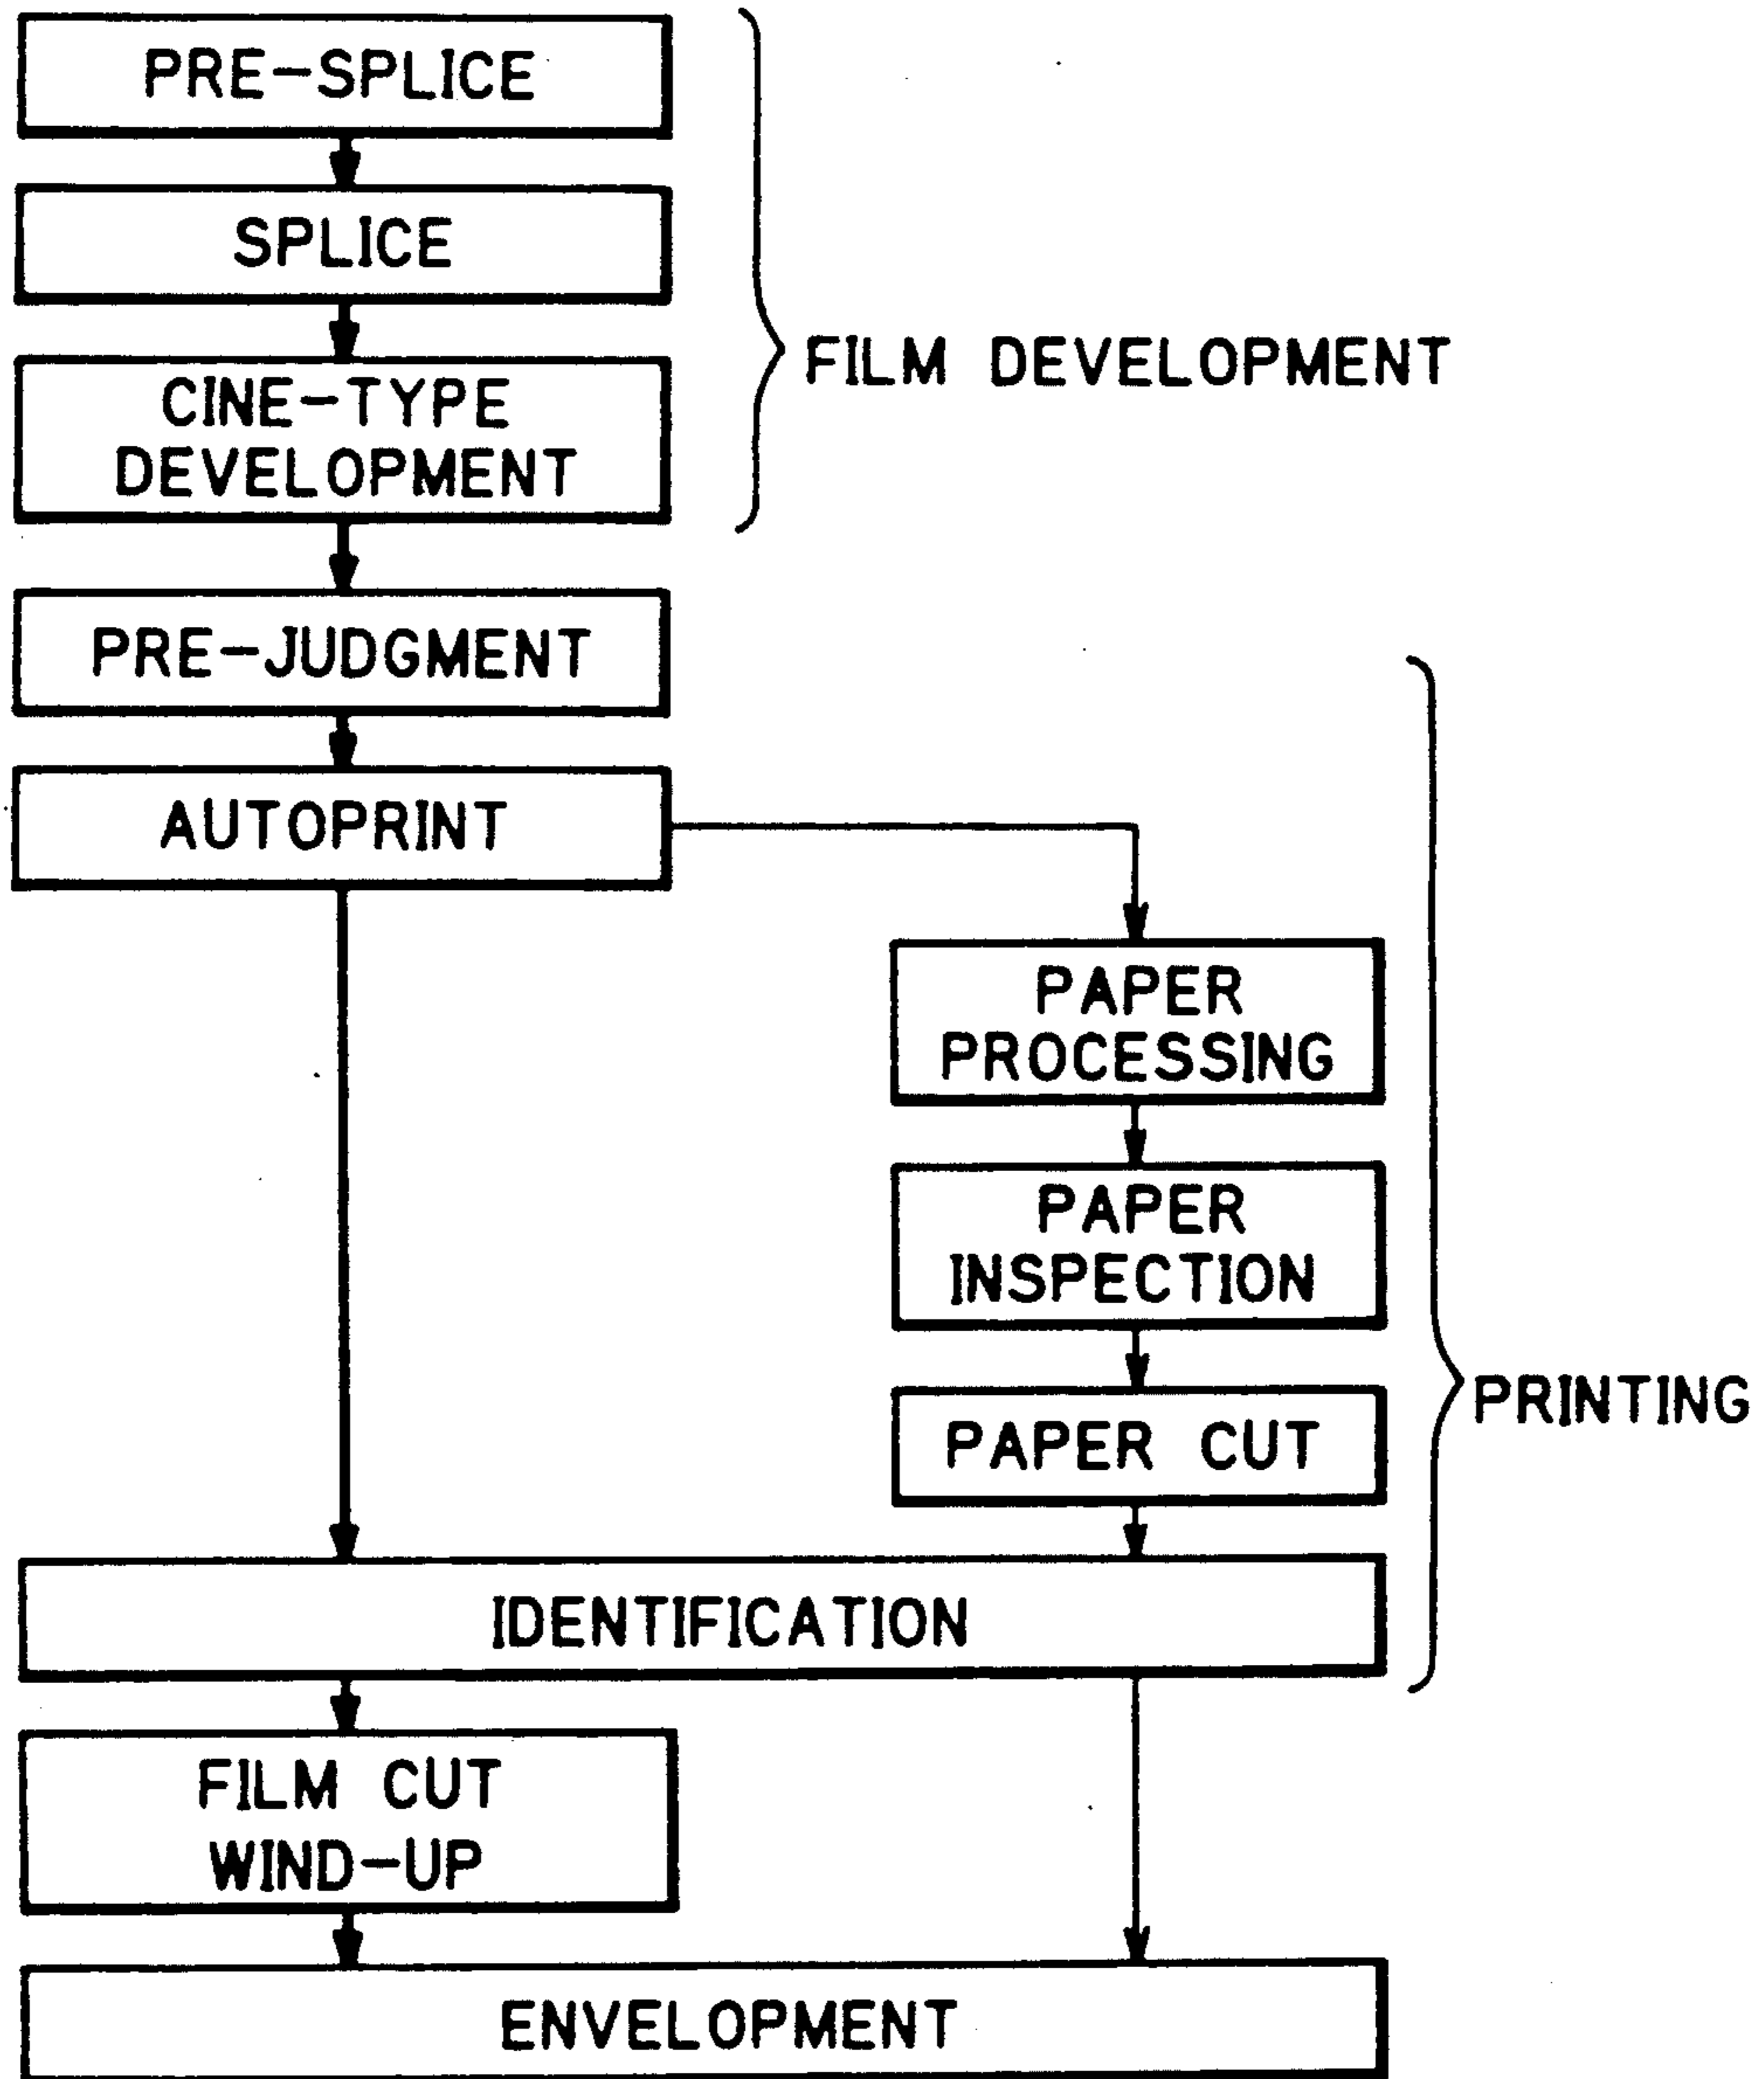 PRE-SPLICE
SPLICE
CINE-TYPE
DEVELOPMENT
FILM DEVELOPMENT
PRE-JUDGMENT
AUTOPRINT
PAPER
PROCESSING
PAPER
INSPECTION
PAPER CUT
PRINTING
IDENTIFICATION
FILM CUT
WIND-UP
ENVELOPMENT